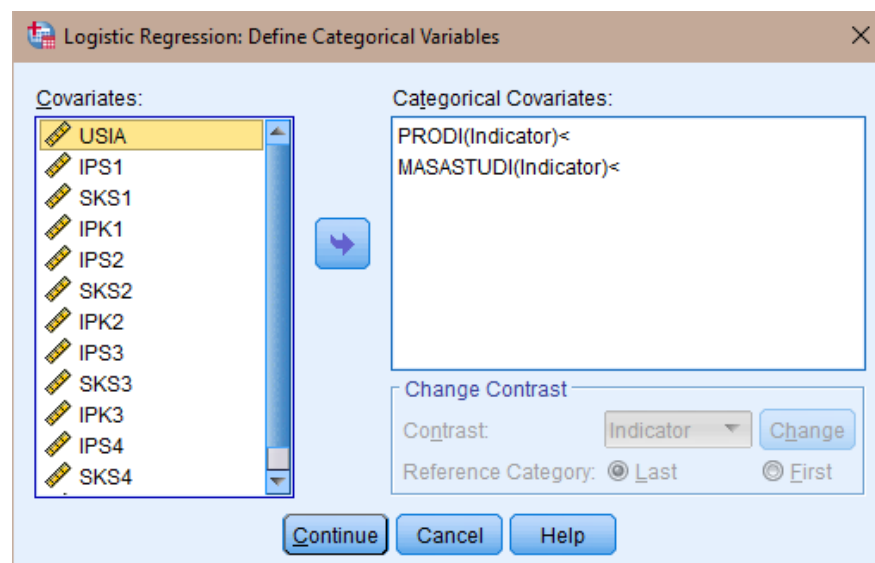 Logistic Regression: Define Categorical Variables
Covariates:
USIA
IPS1
SKS1
IPK1
IPS2
SKS2
IPK2
IPS3
SKS3
IPK3
IPS4
SKS4
Categorical Covariates:
PRODI(Indicator)<
MASASTUDI(Indicator)<
Change Contrast
Contrast: Indicator Change
Reference Category: Last First
Continue Cancel Help